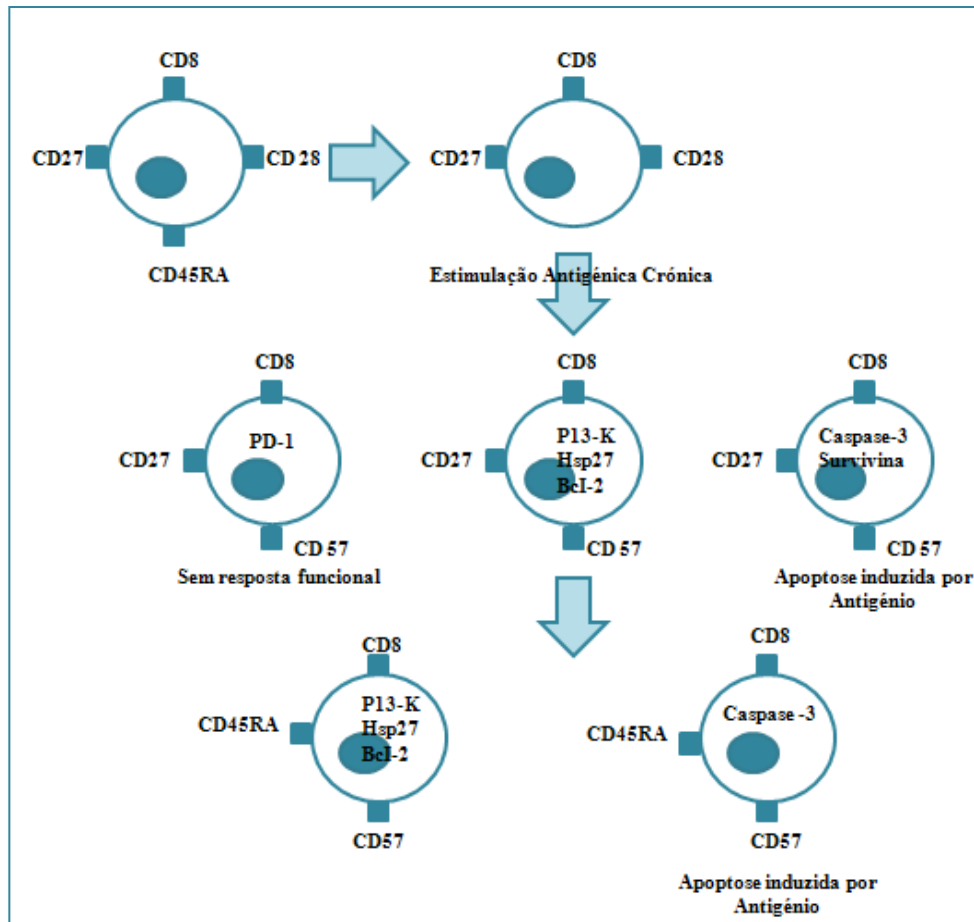 CD8
CD27
CD 28
CD45RA
CD8
CD27
CD28
Estimulação Antigénica Crónica
CD8
PD-1
CD27
CD 57
Sem resposta funcional
CD8
P13-K
Hsp27
BcI-2
CD27
CD 57
CD8
Caspase-3
Survivina
CD27
CD 57
Apoptose induzida por
Antigénio
CD8
P13-K
Hsp27
BcI-2
CD45RA
CD57
CD8
Caspase -3
CD45RA
CD57
Apoptose induzida por
Antigénio